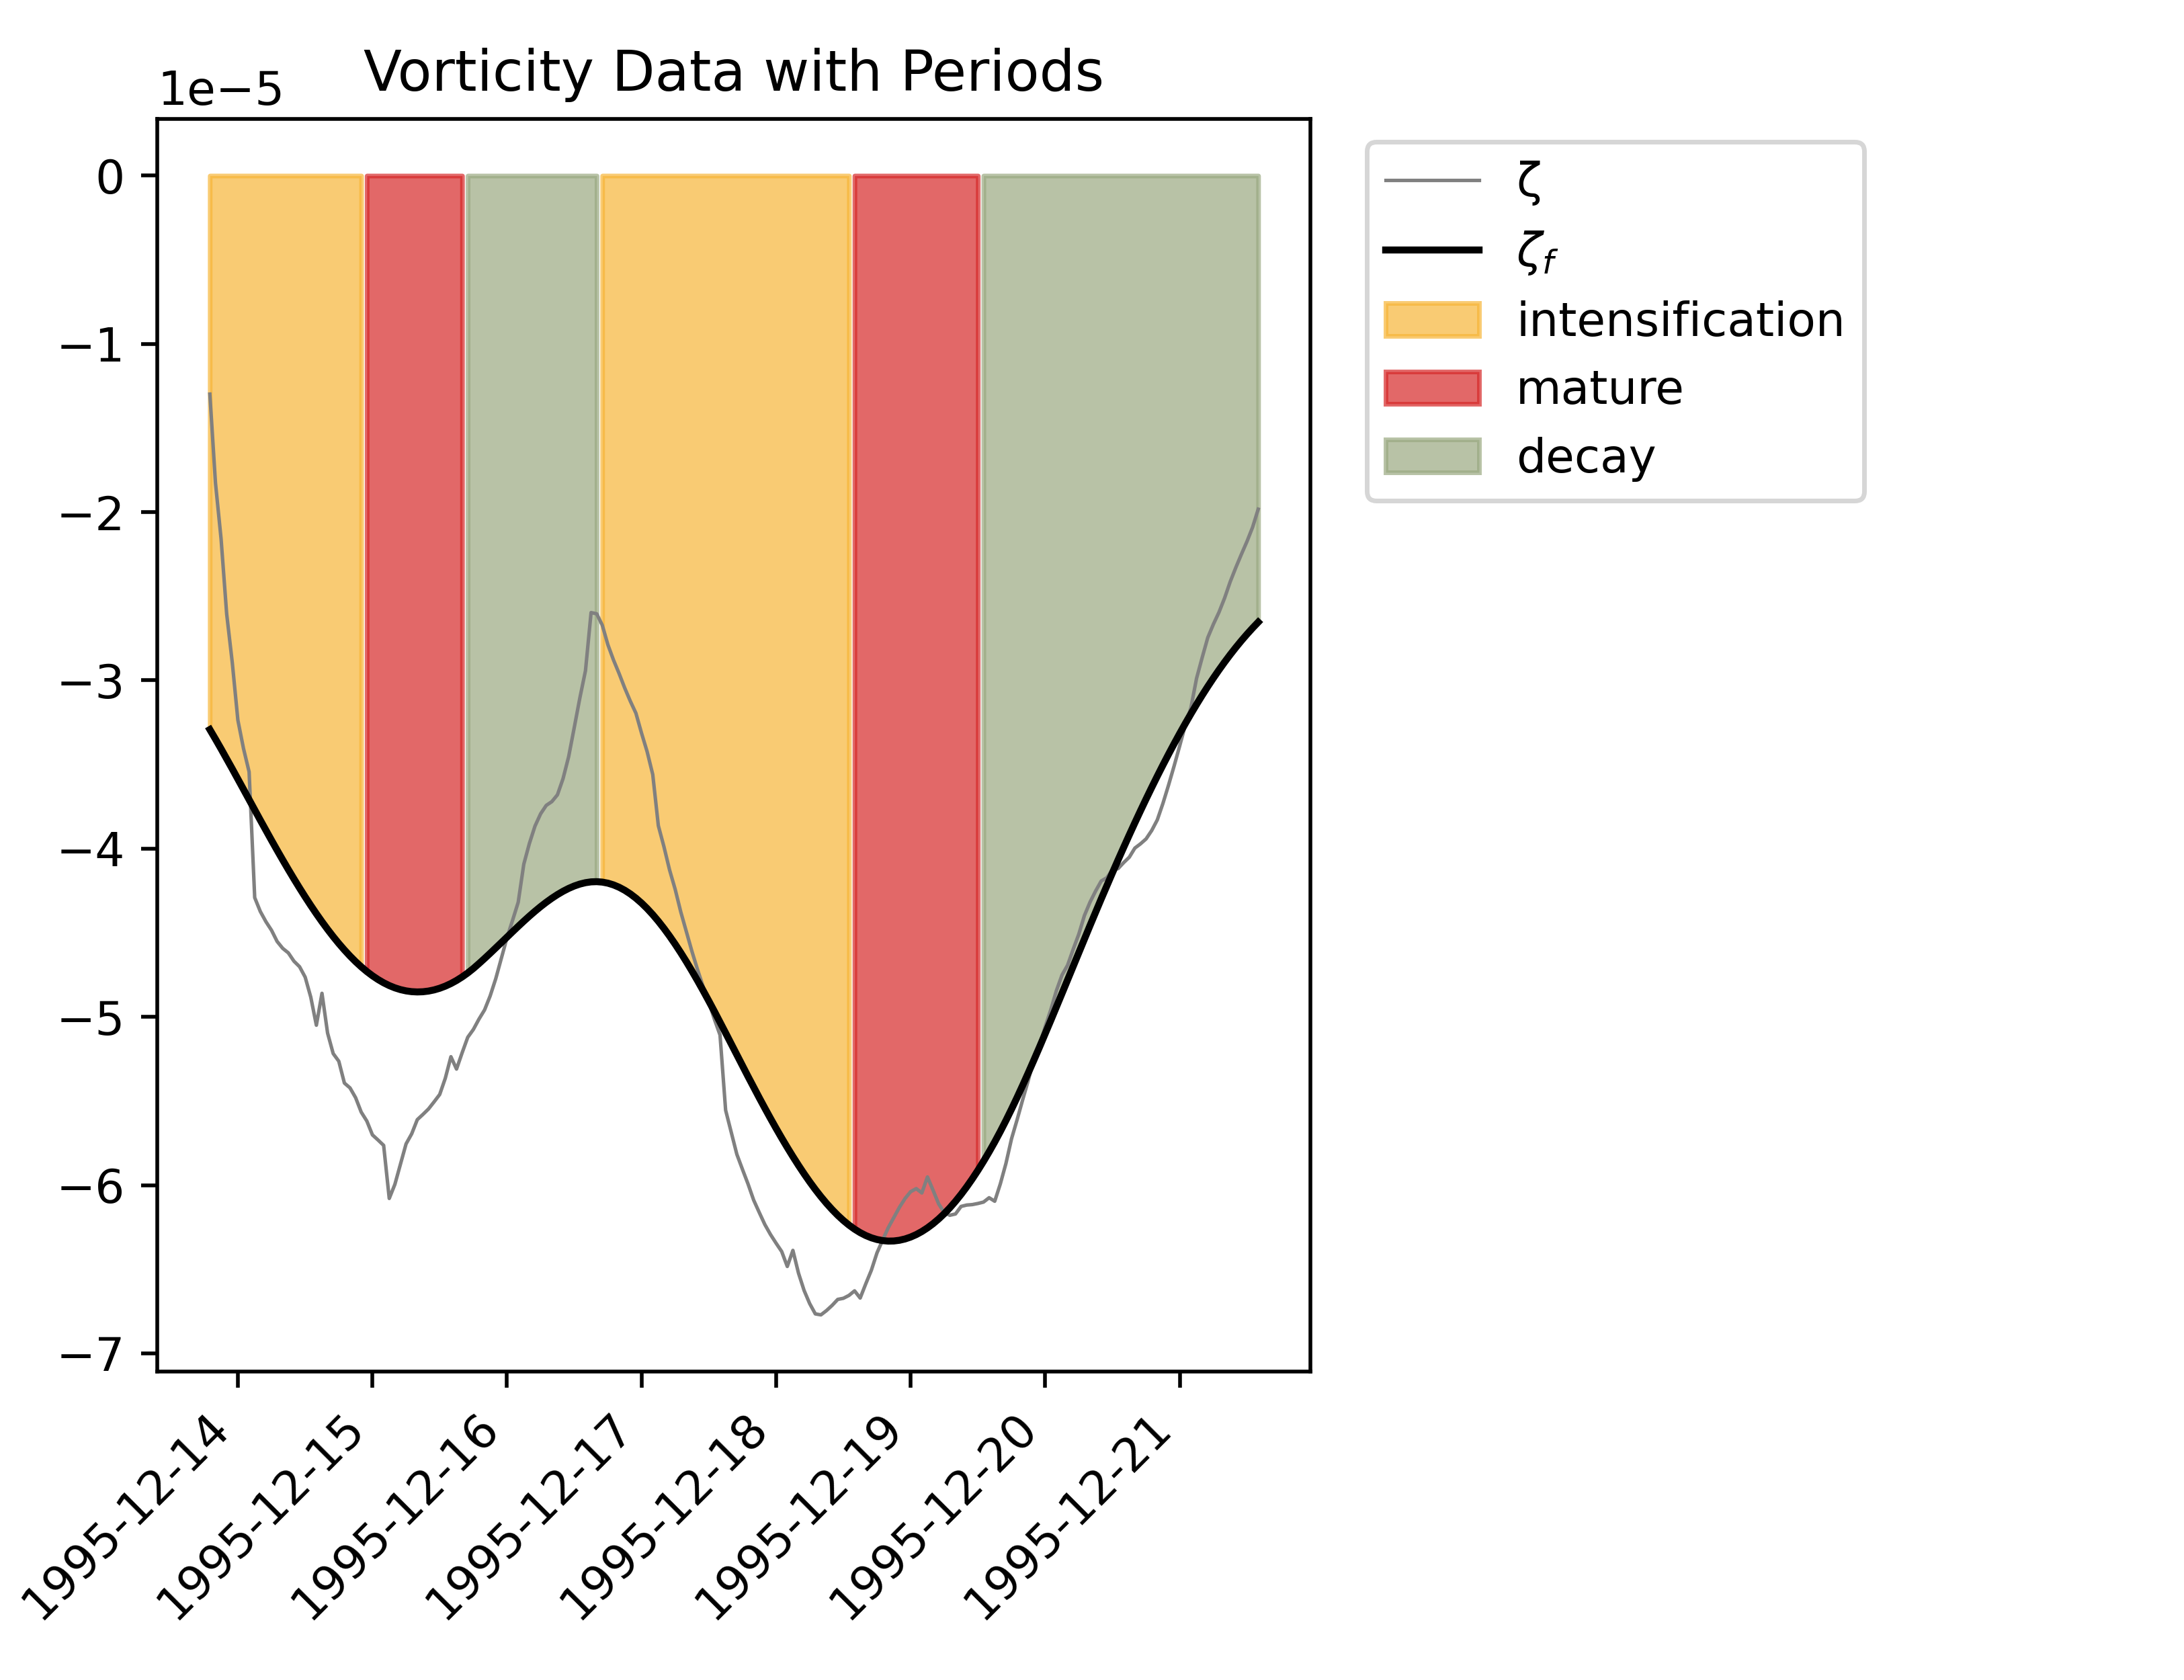 Vorticity Data with Periods
1e−5
0
−1
−2
−3
−4
−5
−6
−7
1995-12-14
1995-12-15
1995-12-16
1995-12-17
1995-12-18
1995-12-19
1995-12-20
1995-12-21
ζ
ζf
intensification
mature
decay